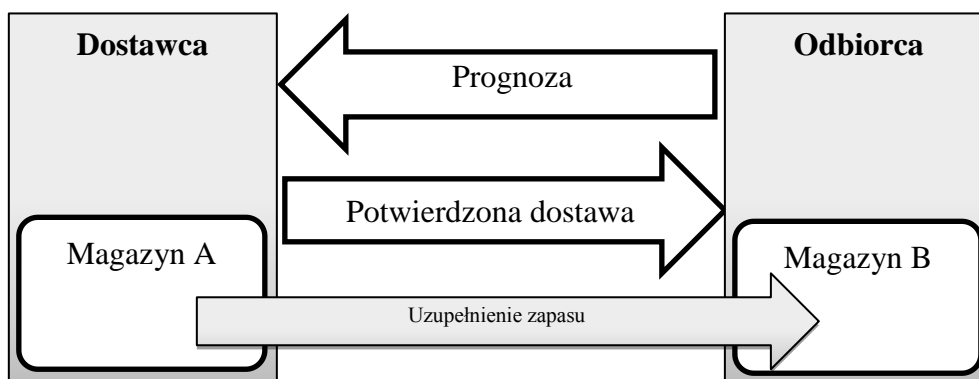 Dostawca
Odbiorca
Prognoza
Potwierdzona dostawa
Magazyn A
Magazyn B
Uzupełnienie zapasu